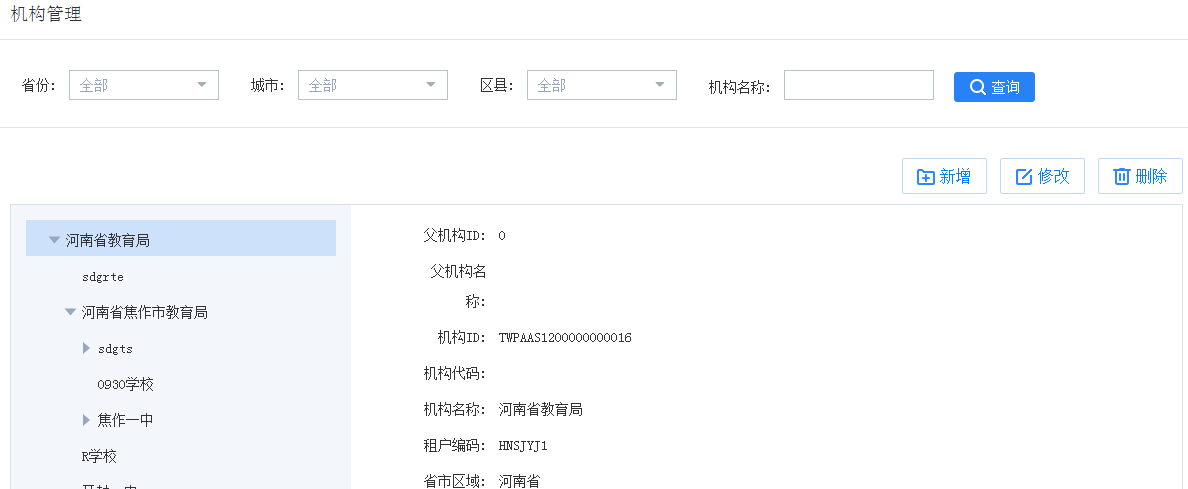 机构管理
省份: 全部 城市: 全部 区县: 全部 机构名称: 查询
新增 修改 删除
河南省教育局
sdgrte
河南省焦作市教育局
sdgts
0930学校
焦作一中
R学校
父机构ID: 0
父机构名
称:
机构ID: TWPAAS1200000000016
机构代码:
机构名称: 河南省教育局
租户编码: HNSJYJ1
省市区域: 河南省